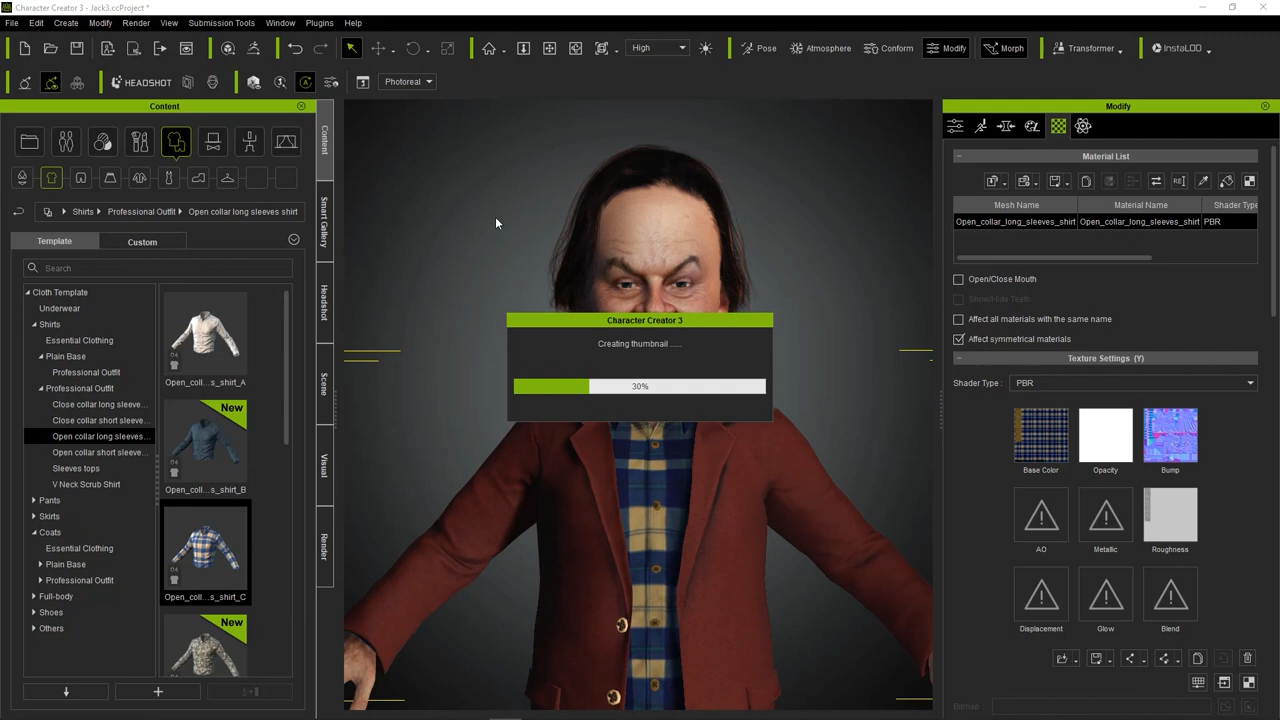 Character Creator 3 - Jack3.ccProject *
File Edit Create Modify Render View Submission Tools Window Plugins Help
High Pose Atmosphere Conform Modify Morph Transformer InstaLOD
HEADSHOT Photoreal
Content
Shirts Professional Outfit Open collar long sleeves shirt
Template Custom
Search
Cloth Template
Underwear
Shirts
Essential Clothing
Plain Base
Professional Outfit
Professional Outfit
Close collar long sleeve...
Close collar short sleeve...
Open collar long sleeves...
Open collar short sleeve...
Sleeves tops
V Neck Scrub Shirt
Pants
Skirts
Coats
Essential Clothing
Plain Base
Professional Outfit
Full-body
Shoes
Others
Open_coll...s_shirt_A
New
Open_coll...s_shirt_B
Open_coll...s_shirt_C
New
Content
Smart Gallery
Headshot
Scene
Visual
Render
Character Creator 3
Creating thumbnail ......
30%
Modify
Material List
Mesh Name Material Name Shader Type
Open_collar_long_sleeves_shirt Open_collar_long_sleeves_shirt PBR
Open/Close Mouth
Show/Hide Teeth
Affect all materials with the same name
Affect symmetrical materials
Texture Settings (Y)
Shader Type : PBR
Base Color Opacity Bump
AO Metallic Roughness
Displacement Glow Blend
Bitmap